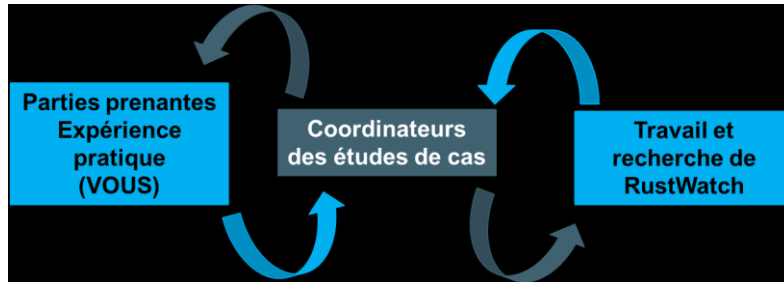 Parties prenantes
Expérience
pratique
(VOUS)
Coordinateurs
des études de cas
Travail et
recherche de
RustWatch